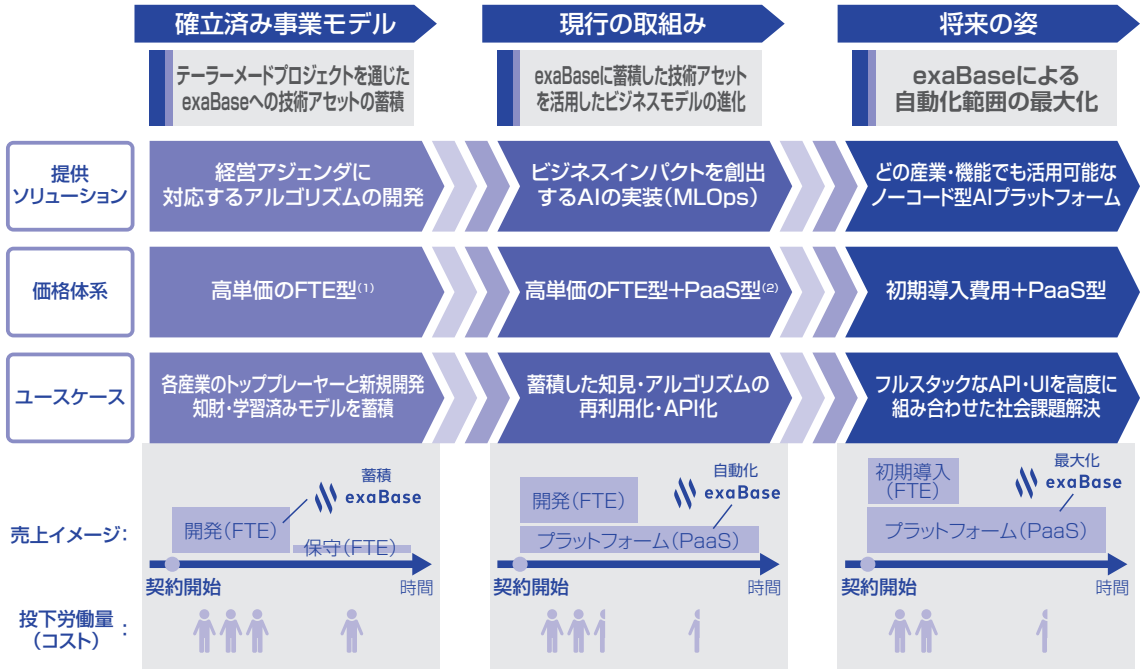 確立済み事業モデル
現行の取組み
将来の姿
テーラーメードプロジェクトを通じた
exaBaseへの技術アセットの蓄積
exaBaseに蓄積した技術アセット
を活用したビジネスモデルの進化
exaBaseによる
自動化範囲の最大化
提供
ソリューション
経営アジェンダに
対応するアルゴリズムの開発
ビジネスインパクトを創出
するAIの実装(MLOps)
どの産業・機能でも活用可能な
ノーコード型AIプラットフォーム
価格体系
高単価のFTE型(1)
高単価のFTE型+PaaS型(2)
初期導入費用+PaaS型
ユースケース
各産業のトッププレーヤーと新規開発
知財・学習済みモデルを蓄積
蓄積した知見・アルゴリズムの
再利用化・API化
フルスタックなAPI・UIを高度に
組み合わせた社会課題解決
売上イメージ:
蓄積
exaBase
開発(FTE)
保守(FTE)
契約開始
時間
自動化
exaBase
開発(FTE)
プラットフォーム(PaaS)
契約開始
時間
最大化
exaBase
初期導入
(FTE)
プラットフォーム(PaaS)
契約開始
時間
投下労働量
(コスト)
: